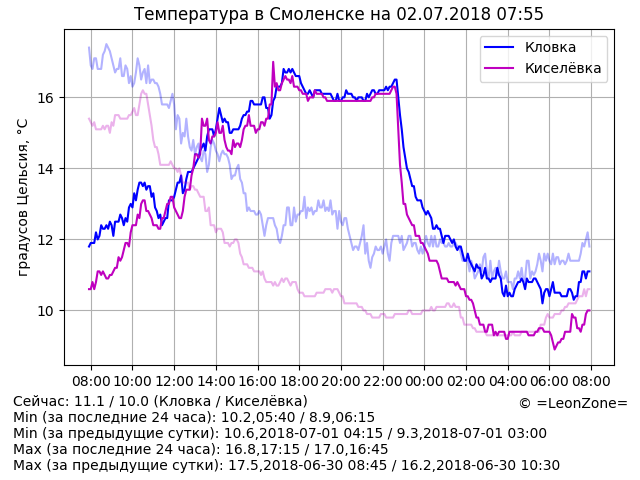 Температура в Смоленске на 02.07.2018 07:55
градусов Цельсия, °C
16
14
12
10
Кловка
Киселёвка
08:00 10:00 12:00 14:00 16:00 18:00 20:00 22:00 00:00 02:00 04:00 06:00 08:00
Сейчас: 11.1 / 10.0 (Кловка / Киселёвка)
© =LeonZone=
Min (за последние 24 часа): 10.2,05:40 / 8.9,06:15
Min (за предыдущие сутки): 10.6,2018-07-01 04:15 / 9.3,2018-07-01 03:00
Max (за последние 24 часа): 16.8,17:15 / 17.0,16:45
Max (за предыдущие сутки): 17.5,2018-06-30 08:45 / 16.2,2018-06-30 10:30